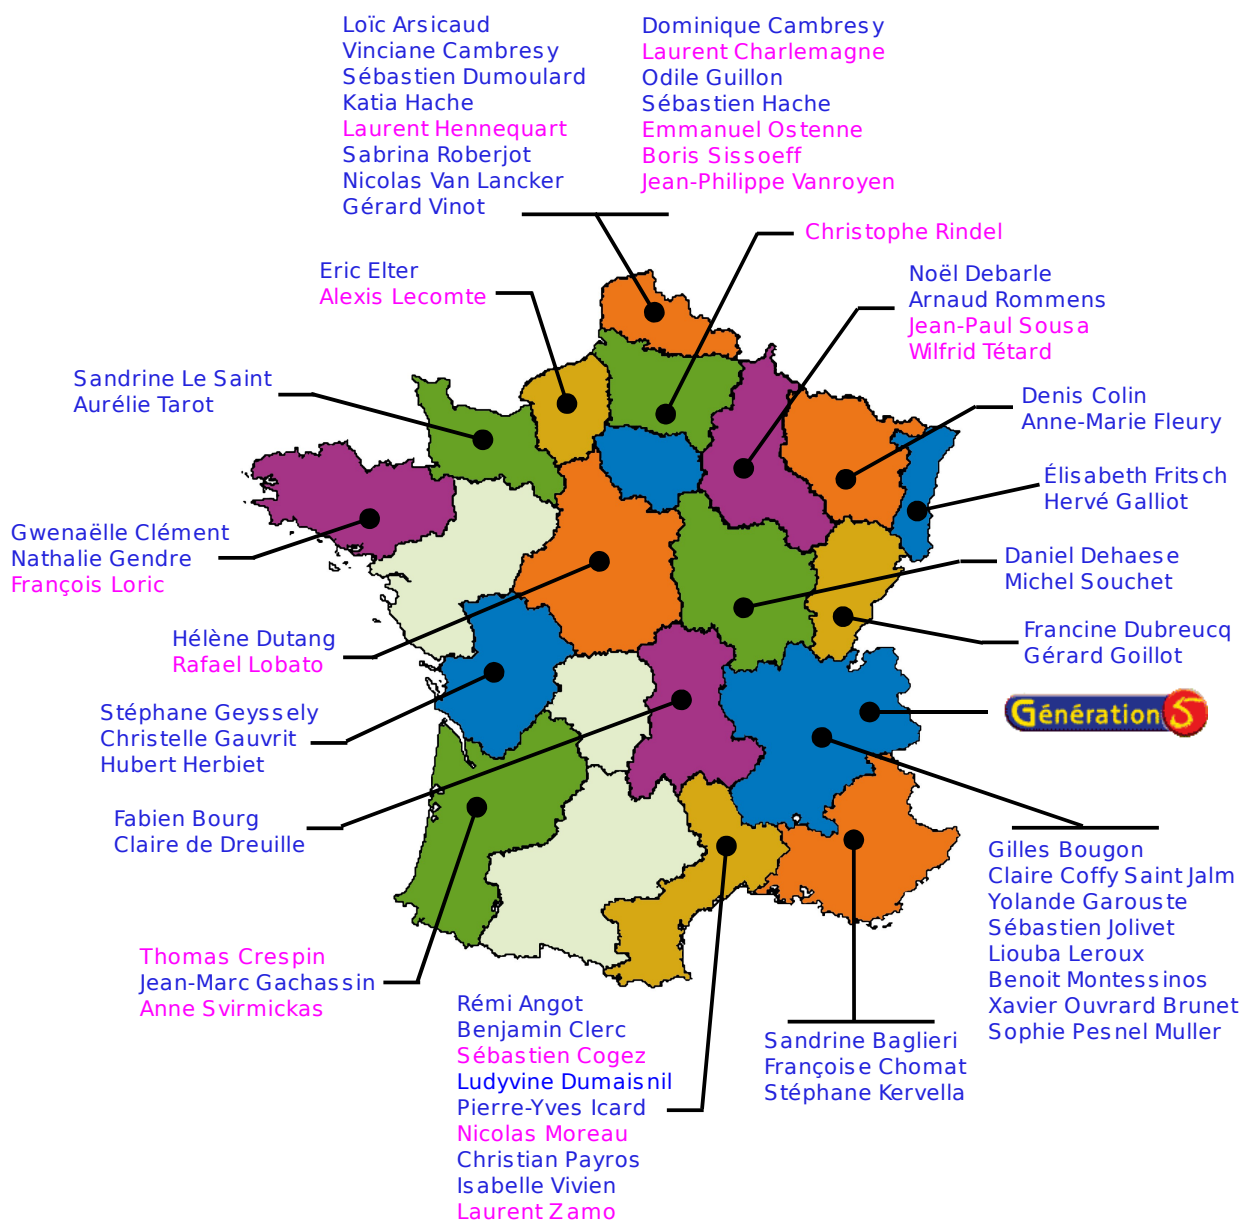 Loïc Arsicaud
Vinciane Cambresy
Sébastien Dumoulard
Katia Hache
Laurent Hennequart
Sabrina Roberjot
Nicolas Van Lancker
Gérard Vinot
Dominique Cambresy
Laurent Charlemagne
Odile Guillon
Sébastien Hache
Emmanuel Ostenne
Boris Sissoeff
Jean-Philippe Vanroyen
Christophe Rindel
Eric Elter
Alexis Lecomte
Noël Debarle
Arnaud Rommens
Jean-Paul Sousa
Wilfrid Tétard
Sandrine Le Saint
Aurélie Tarot
Denis Colin
Anne-Marie Fleury
Élisabeth Fritsch
Hervé Galliot
Gwenaëlle Clément
Nathalie Gendre
François Loric
Daniel Dehaese
Michel Souchet
Hélène Dutang
Rafael Lobato
Francine Dubreucq
Gérard Goillot
Stéphane Geyssely
Christelle Gauvrit
Hubert Herbiet
Génération 5
Fabien Bourg
Claire de Dreuille
Gilles Bougon
Claire Coffy Saint Jalm
Yolande Garouste
Sébastien Jolivet
Liouba Leroux
Benoit Montessinos
Xavier Ouvrard Brunet
Sophie Pesnel Muller
Thomas Crespin
Jean-Marc Gachassin
Anne Svirmickas
Rémi Angot
Benjamin Clerc
Sébastien Cogez
Ludyvine Dumaisnil
Pierre-Yves Icard
Nicolas Moreau
Christian Payros
Isabelle Vivien
Laurent Zamo
Sandrine Baglieri
Françoise Chomat
Stéphane Kervella